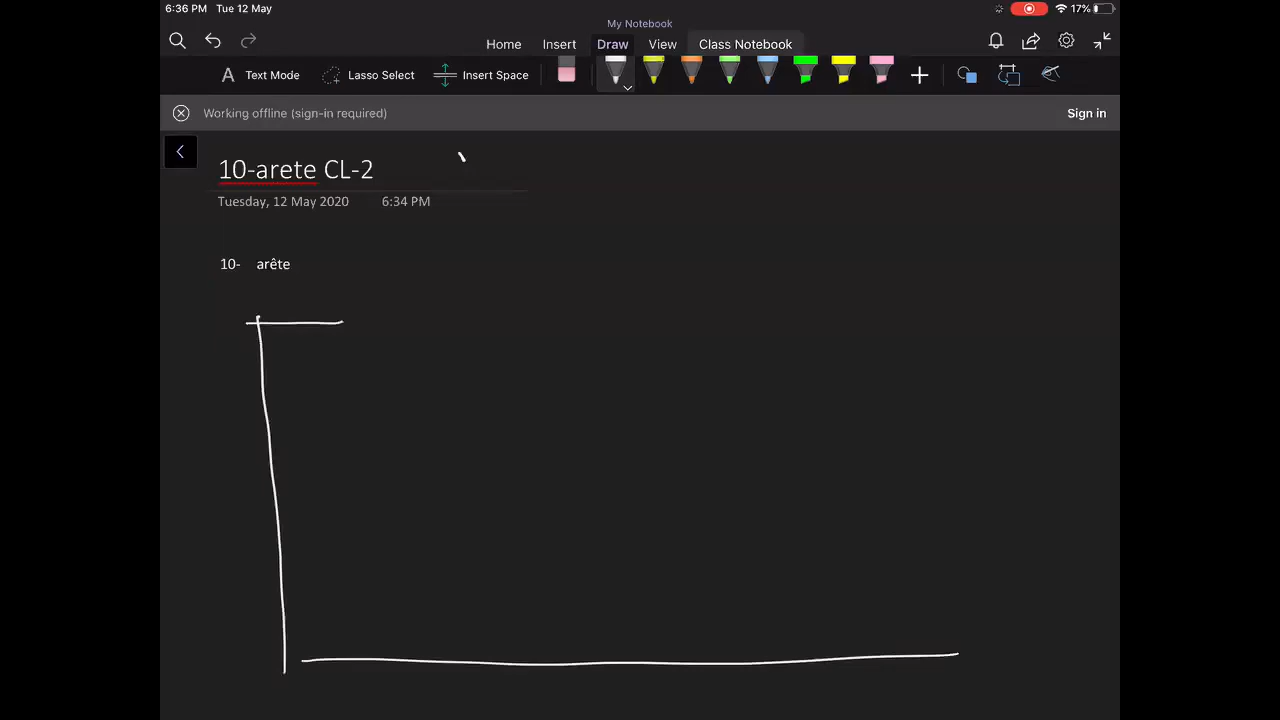 6:36 PM Tue 12 May
17%
My Notebook
Home Insert Draw View Class Notebook
Text Mode Lasso Select Insert Space
Working offline (sign-in required) Sign in
10-arete CL-2
Tuesday, 12 May 2020 6:34 PM
10- arête